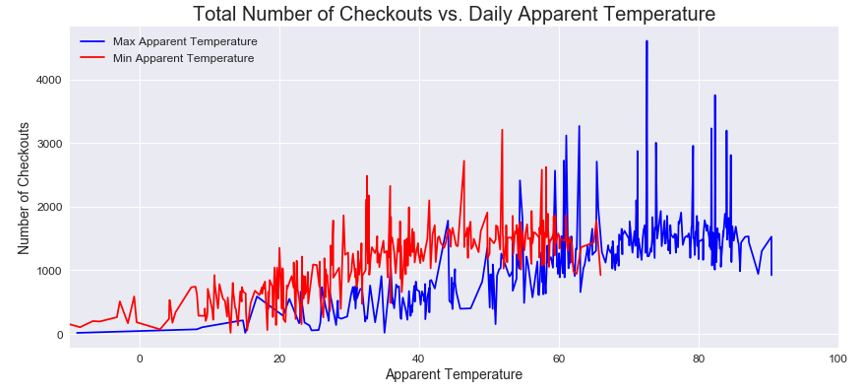 Total Number of Checkouts vs. Daily Apparent Temperature
Max Apparent Temperature
Min Apparent Temperature
4000
3000
2000
1000
0
Number of Checkouts
0 20 40 60 80 100
Apparent Temperature